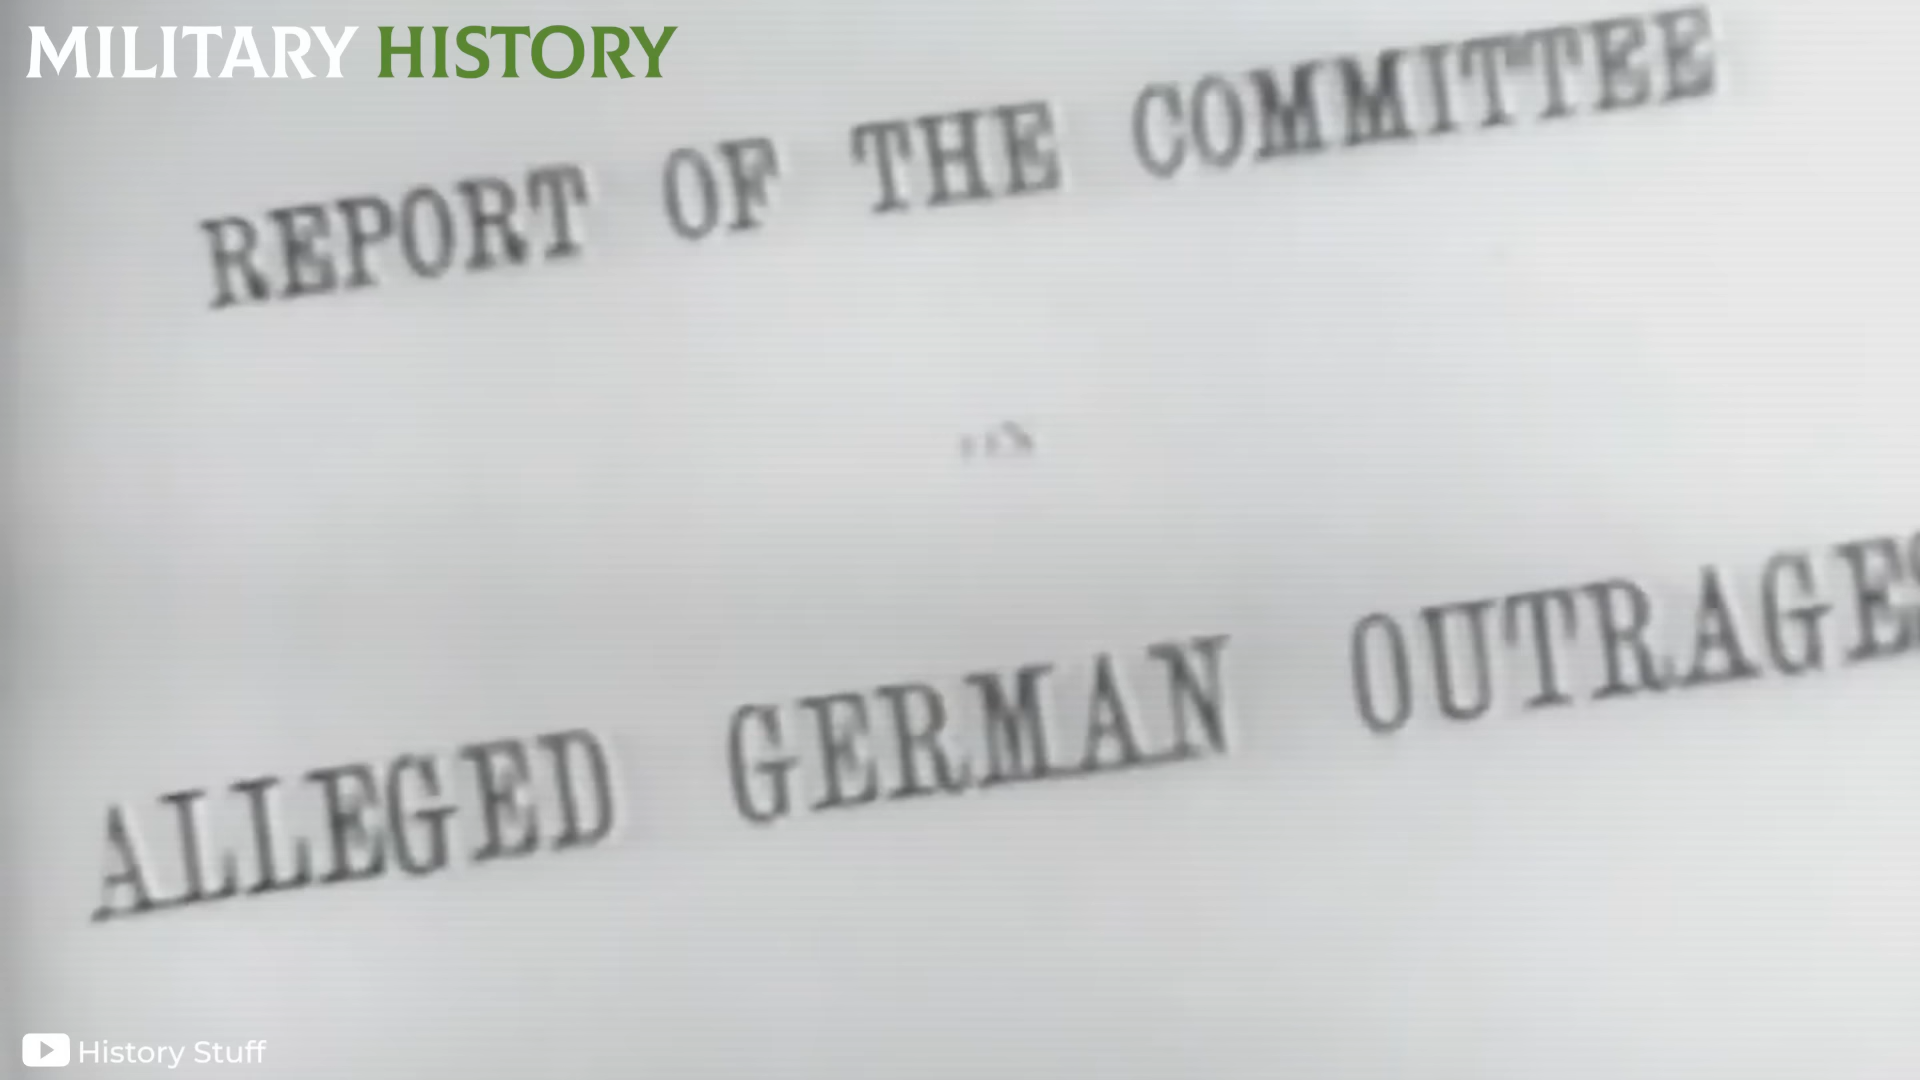 MILITARY HISTORY
REPORT OF THE COMMITTEE
ALLEGED GERMAN OUTRAGES
History Stuff